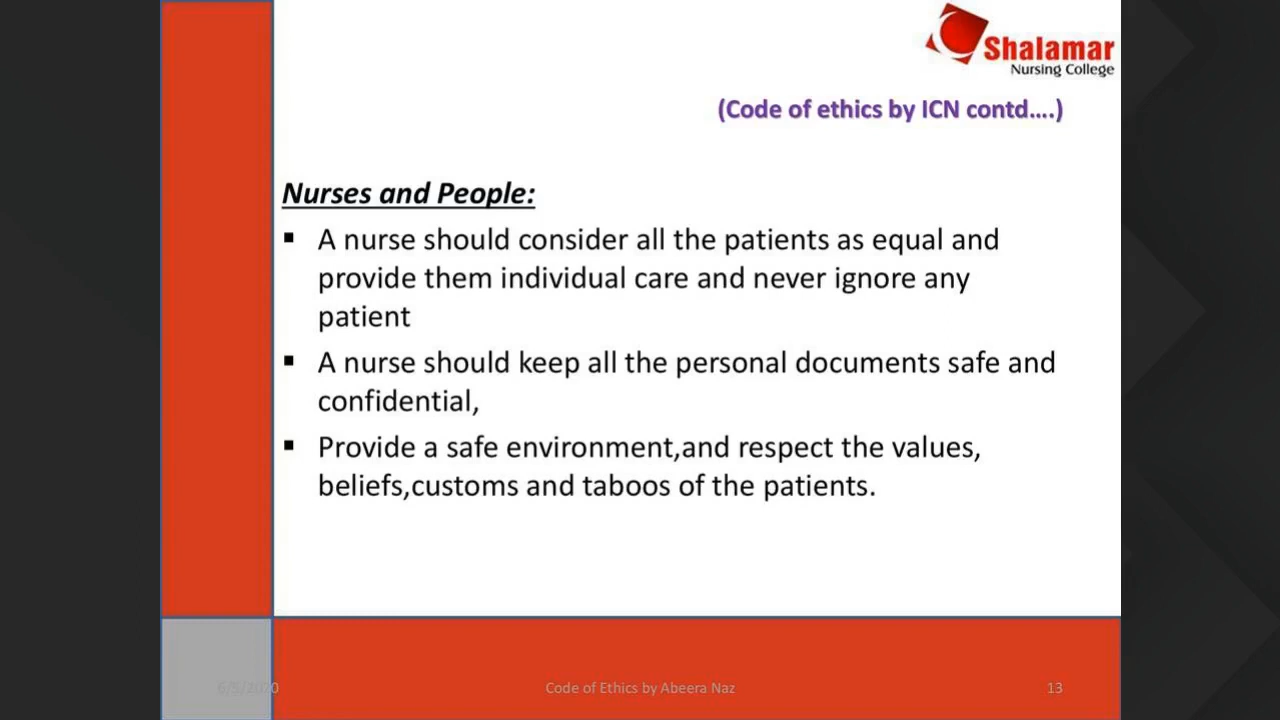 Shalamar
Nursing College
(Code of ethics by ICN contd....)
Nurses and People:
▪ A nurse should consider all the patients as equal and
provide them individual care and never ignore any
patient
▪ A nurse should keep all the personal documents safe and
confidential,
▪ Provide a safe environment,and respect the values,
beliefs,customs and taboos of the patients.
Code of Ethics by Abeera Naz
13